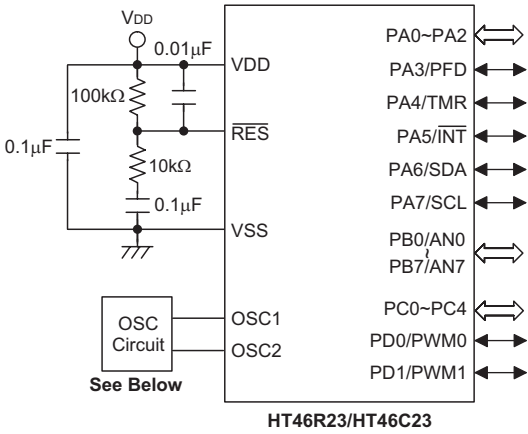 VDD
0.01μF
100kΩ
0.1μF
10kΩ
0.1μF
VDD
RES
VSS
OSC1
OSC2
OSC
Circuit
See Below
PA0~PA2
PA3/PFD
PA4/TMR
PA5/INT
PA6/SDA
PA7/SCL
PB0/AN0
~
PB7/AN7
PC0~PC4
PD0/PWM0
PD1/PWM1
HT46R23/HT46C23